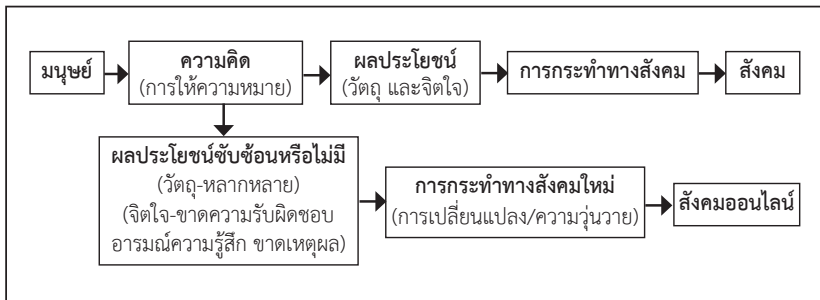 มนุษย์
ความคิด
(การให้ความหมาย)
ผลประโยชน์
(วัตถุ และจิตใจ)
การกระทำทางสังคม
สังคม
ผลประโยชน์ซับซ้อนหรือไม่มี
(วัตถุ-หลากหลาย)
(จิตใจ-ขาดความรับผิดชอบ
อารมณ์ความรู้สึก ขาดเหตุผล)
การกระทำทางสังคมใหม่
(การเปลี่ยนแปลง/ความวุ่นวาย)
สังคมออนไลน์